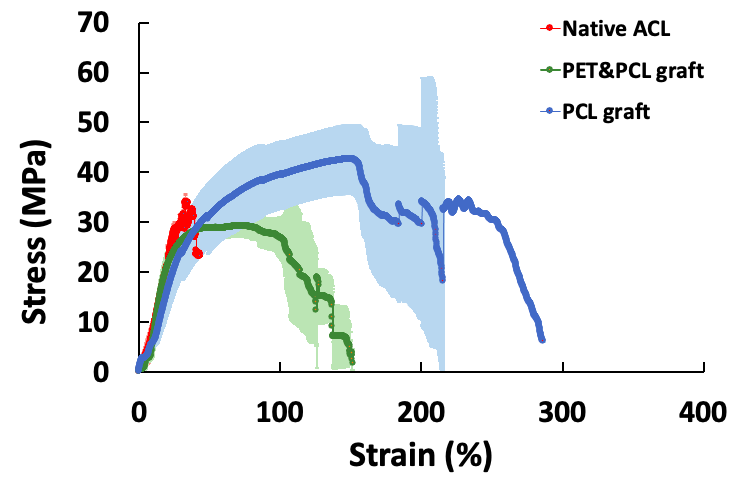 70
60
50
40
30
20
10
0
Stress (MPa)
0 100 200 300 400
Strain (%)
Native ACL
PET&PCL graft
PCL graft